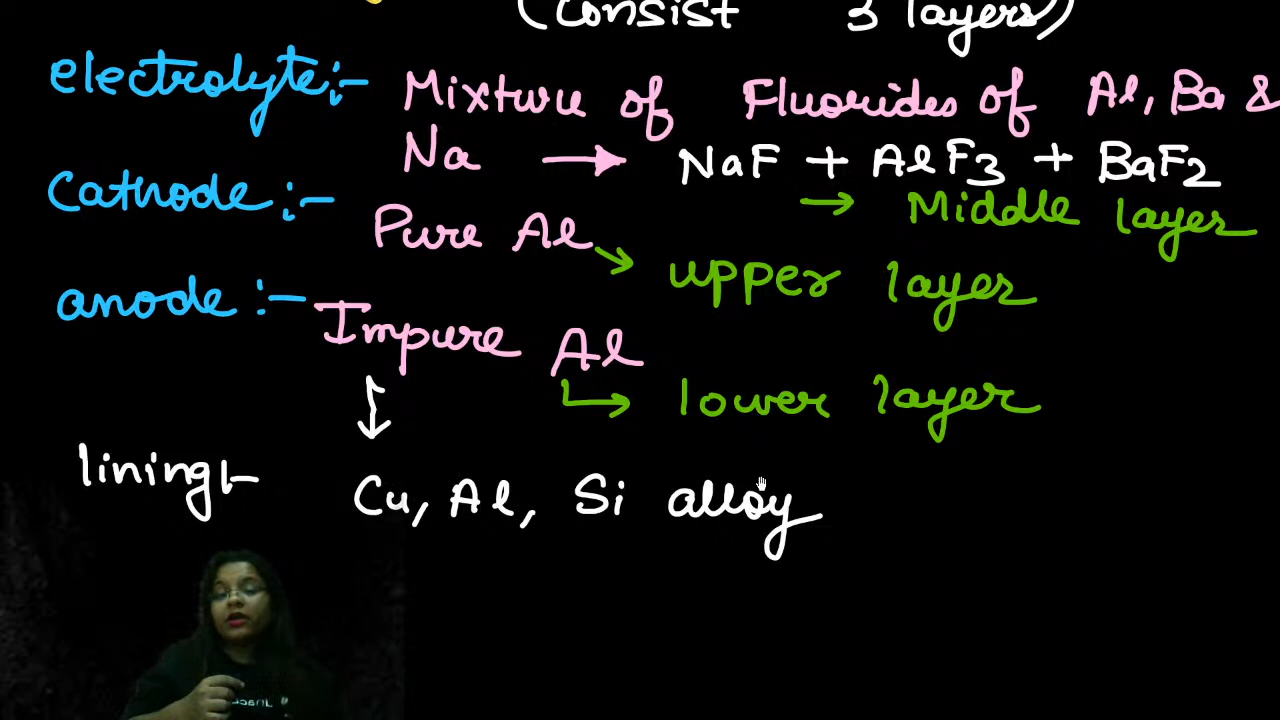 (consist 3 layers)
electrolyte:- Mixture of Fluorides of Al, Ba &
Na → NaF + AlF3 + BaF2
→ Middle layer
Cathode:- Pure Al → upper layer
anode:- Impure Al
↳ lower layer
lining:- Cu, Al, Si alloy